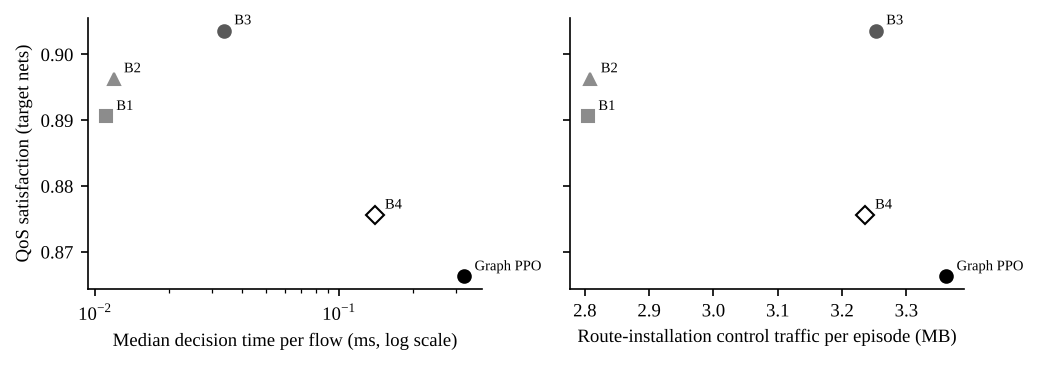 QoS satisfaction (target nets)
0.90
0.89
0.88
0.87
B3
B2
B1
B4
Graph PPO
10⁻²
10⁻¹
Median decision time per flow (ms, log scale)
B3
B2
B1
B4
Graph PPO
2.8
2.9
3.0
3.1
3.2
3.3
Route-installation control traffic per episode (MB)